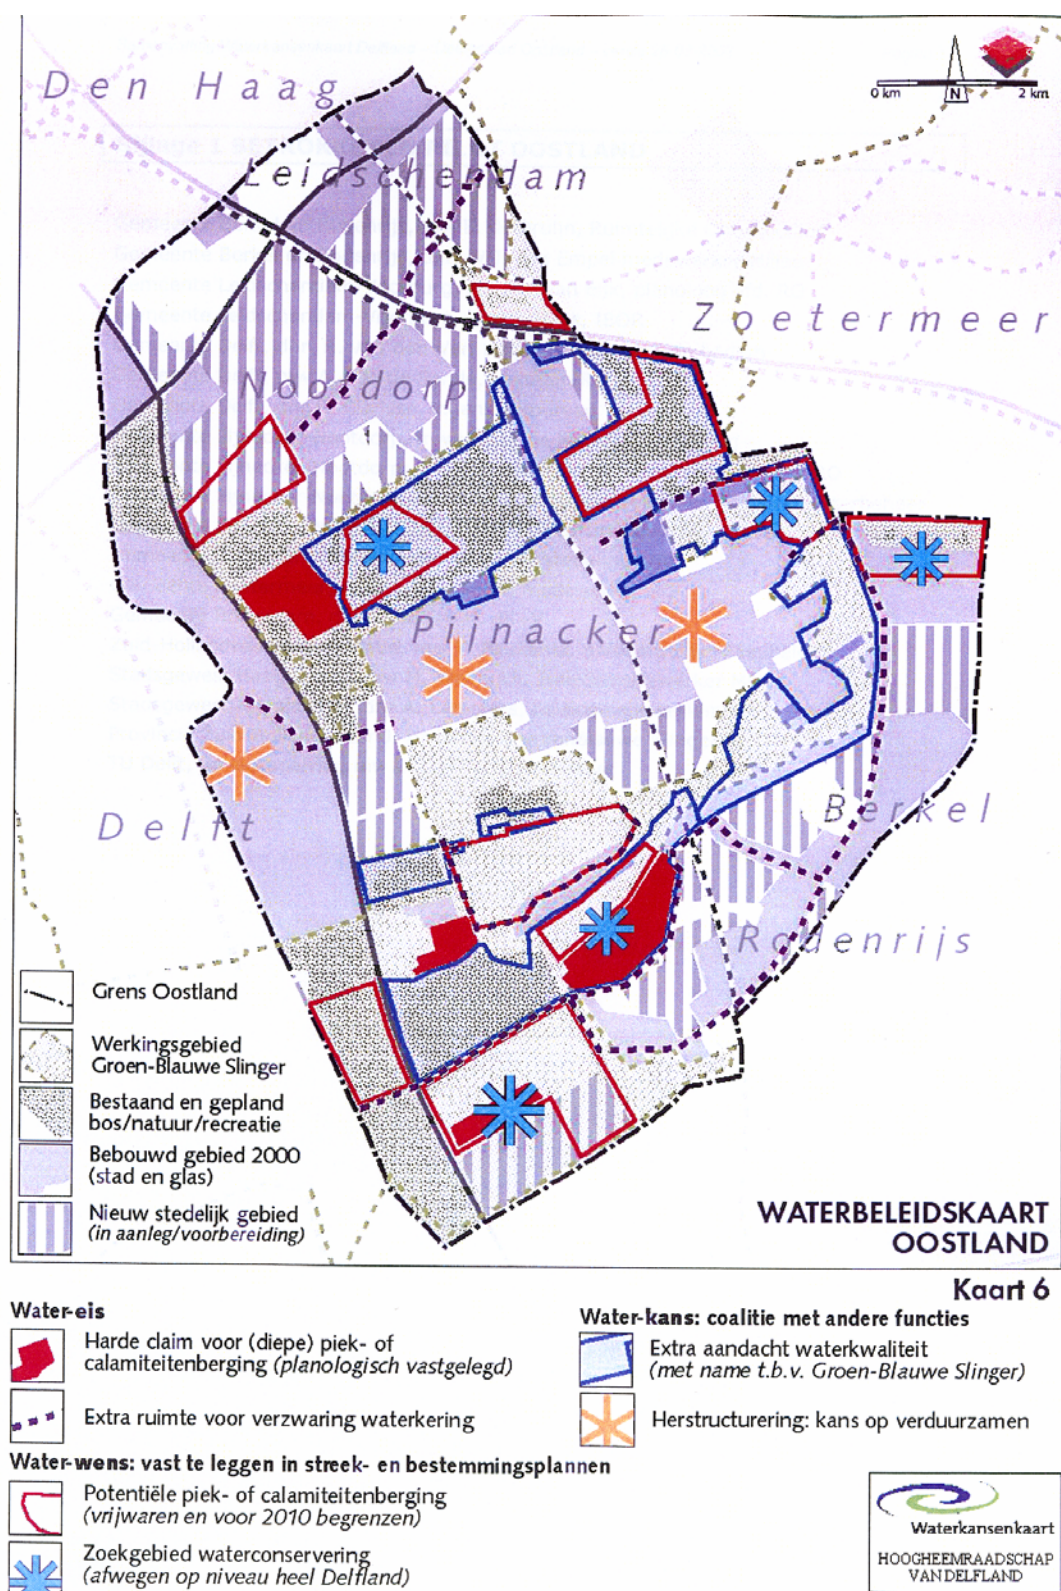 Den Haag
0 km
N
2 km
Leidschendam
Zoetermeer
Nootdorp
Pijnacker
Delft
Berkel
Rodenrijs
Grens Oostland
Werkingsgebied
Groen-Blauwe Slinger
Bestaand en gepland
bos/natuur/recreatie
Bebouwd gebied 2000
(stad en glas)
Nieuw stedelijk gebied
(in aanleg/voorbereiding)
WATERBELEIDSKAART
OOSTLAND
Kaart 6
Water-eis
Harde claim voor (diepe) piek- of
calamiteitenberging (planologisch vastgelegd)
Extra ruimte voor verzwaring waterkering
Water-wens: vast te leggen in streek- en bestemmingsplannen
Potentiële piek- of calamiteitenberging
(vrijwaren en voor 2010 begrenzen)
Zoekgebied waterconservering
(afwegen op niveau heel Delfland)
Water-kans: coalitie met andere functies
Extra aandacht waterkwaliteit
(met name t.b.v. Groen-Blauwe Slinger)
Herstructurering: kans op verduurzamen
Waterkansenkaart
HOOGHEEMRAADSCHAP
VAN DELFLAND